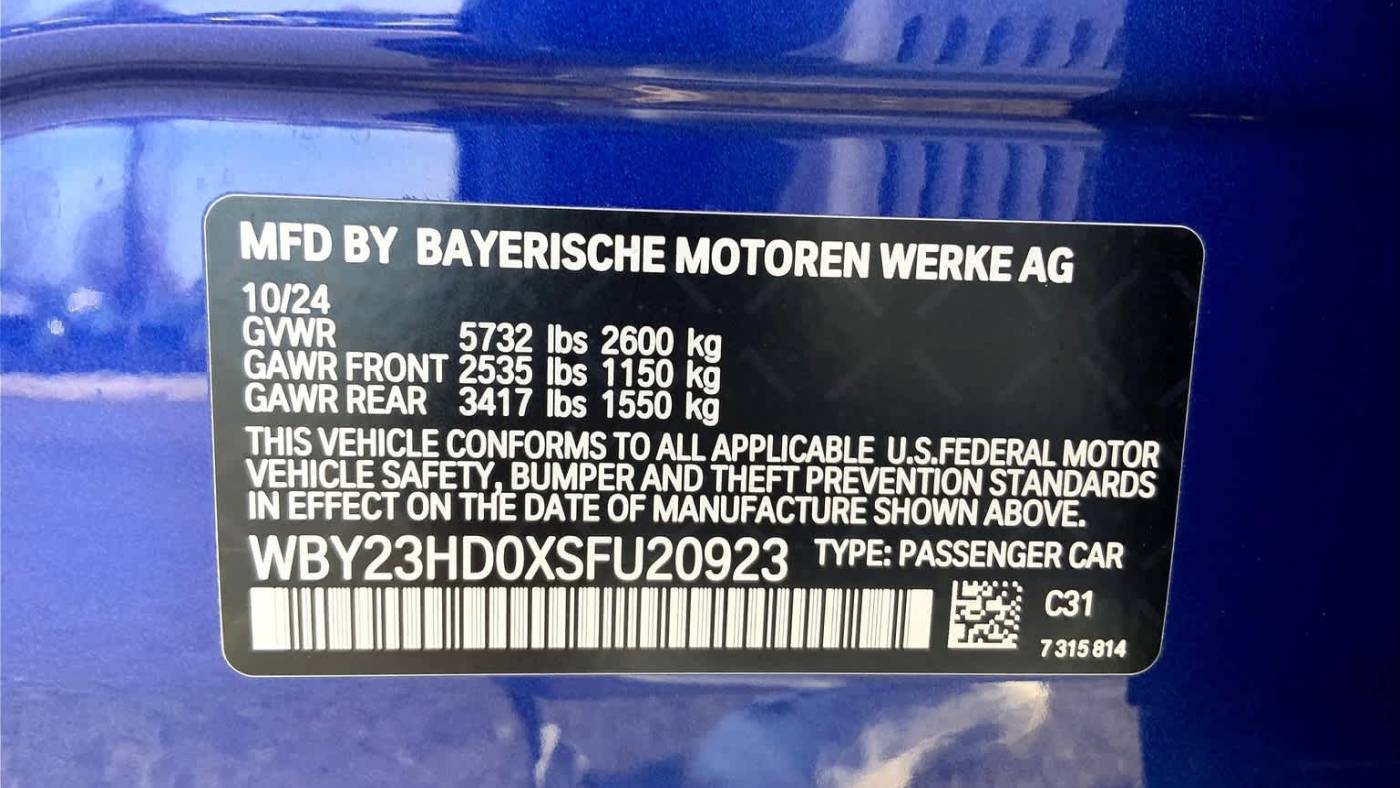 MFD BY BAYERISCHE MOTOREN WERKE AG
10/24
GVWR 5732 lbs 2600 kg
GAWR FRONT 2535 lbs 1150 kg
GAWR REAR 3417 lbs 1550 kg
THIS VEHICLE CONFORMS TO ALL APPLICABLE U.S.FEDERAL MOTOR
VEHICLE SAFETY, BUMPER AND THEFT PREVENTION STANDARDS
IN EFFECT ON THE DATE OF MANUFACTURE SHOWN ABOVE.
WBY23HD0XSFU20923 TYPE: PASSENGER CAR
C31
7 315 814